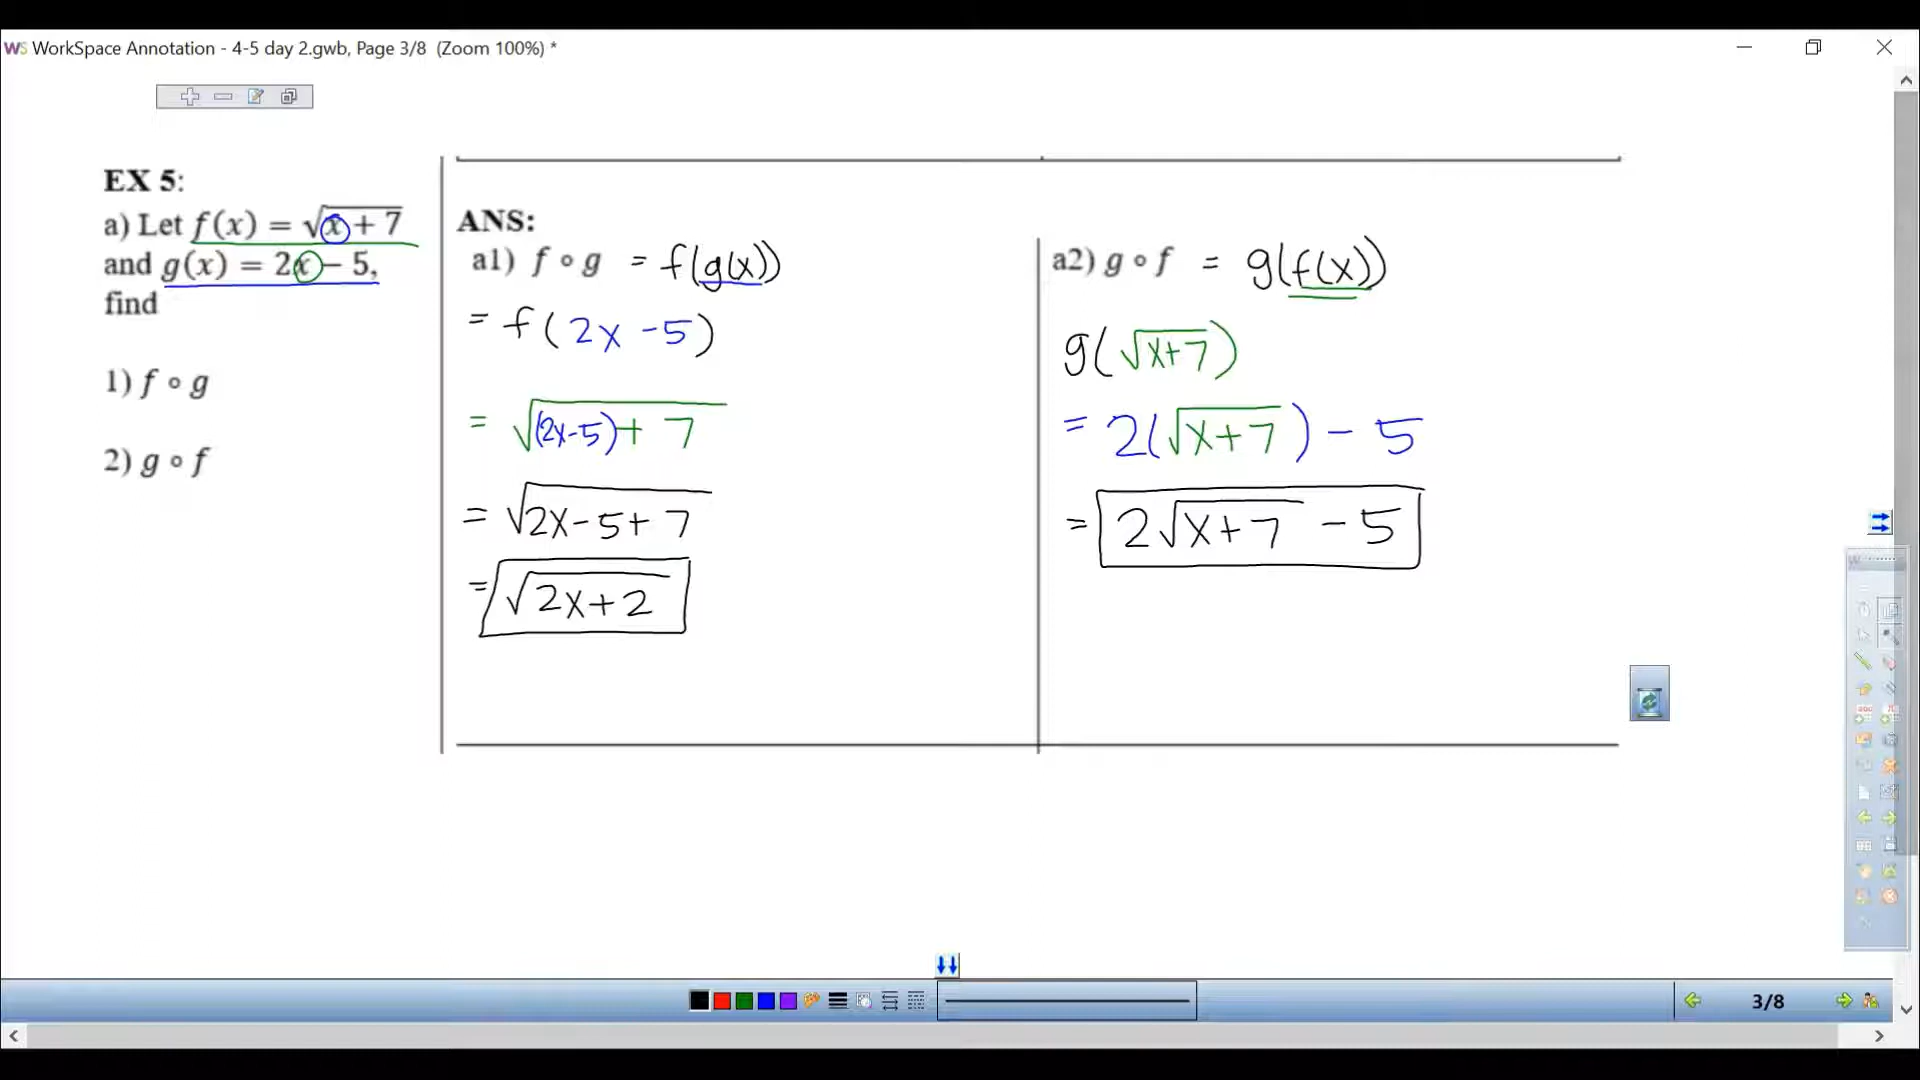 WS WorkSpace Annotation - 4-5 day 2.gwb, Page 3/8 (Zoom 100%) *
EX 5:
a) Let f(x) = √(x + 7)
and g(x) = 2x − 5,
find
1) f ∘ g
2) g ∘ f
ANS:
a1) f ∘ g = f(g(x))
= f(2x − 5)
= √((2x−5) + 7)
= √(2x−5+7)
= √(2x+2)
a2) g ∘ f = g(f(x))
g(√(x+7))
= 2(√(x+7)) − 5
= 2√(x+7) − 5
3/8